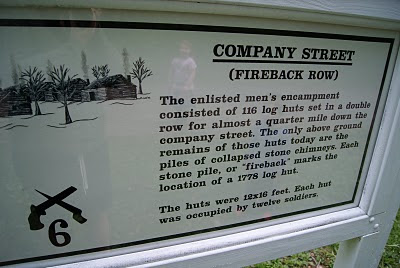 COMPANY STREET
(FIREBACK ROW)
The enlisted men's encampment
consisted of 116 log huts set in a double
row for almost a quarter mile down the
company street. The only above ground
remains of those huts today are the
piles of collapsed stone chimneys. Each
stone pile, or "fireback" marks the
location of a 1778 log hut.
The huts were 12x16 feet. Each hut
was occupied by twelve soldiers.
6